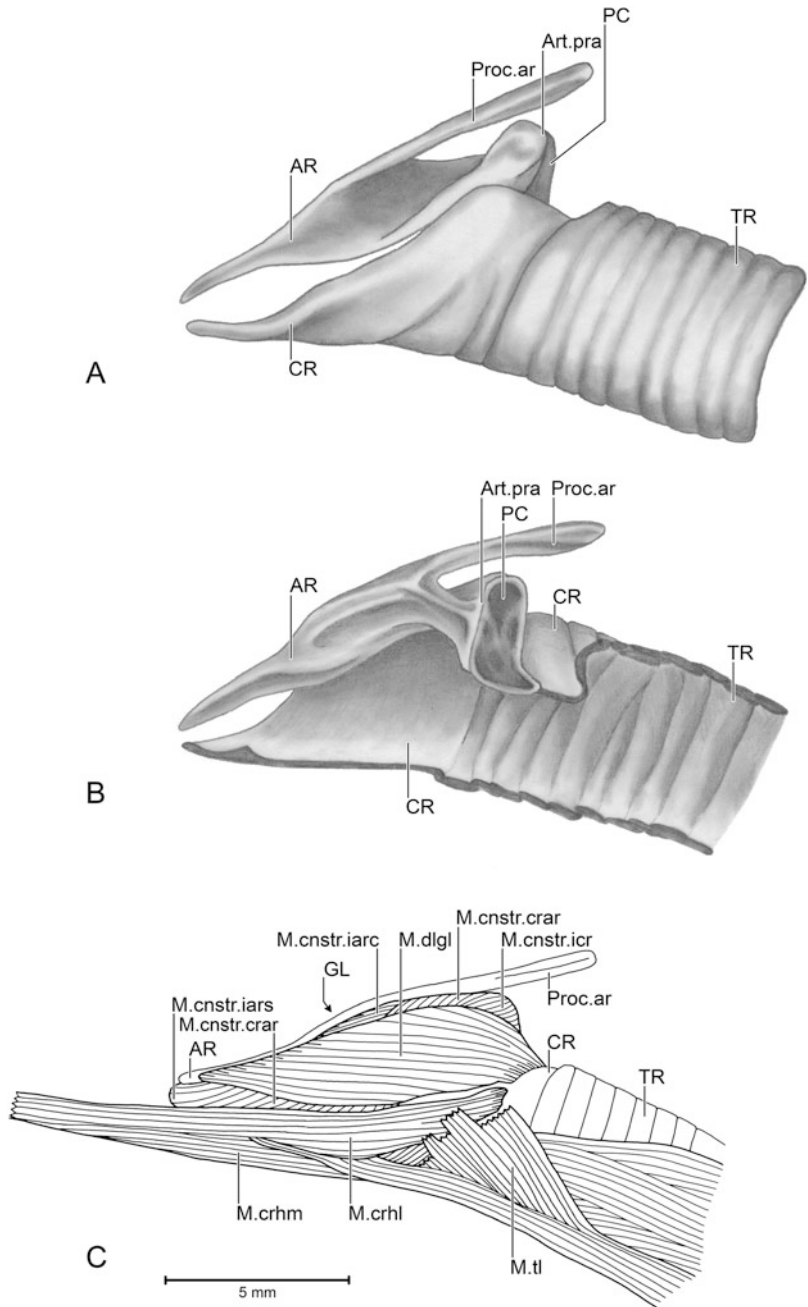 PC
Art.pra
Proc.ar
AR
TR
CR
A
Art.pra Proc.ar
PC
AR
CR
TR
CR
B
M.cnstr.crar
M.cnstr.iarc M.dlgl M.cnstr.icr
GL
M.cnstr.iars
M.cnstr.crar
Proc.ar
AR
CR
TR
M.crhm M.crhl
M.tl
C
5 mm